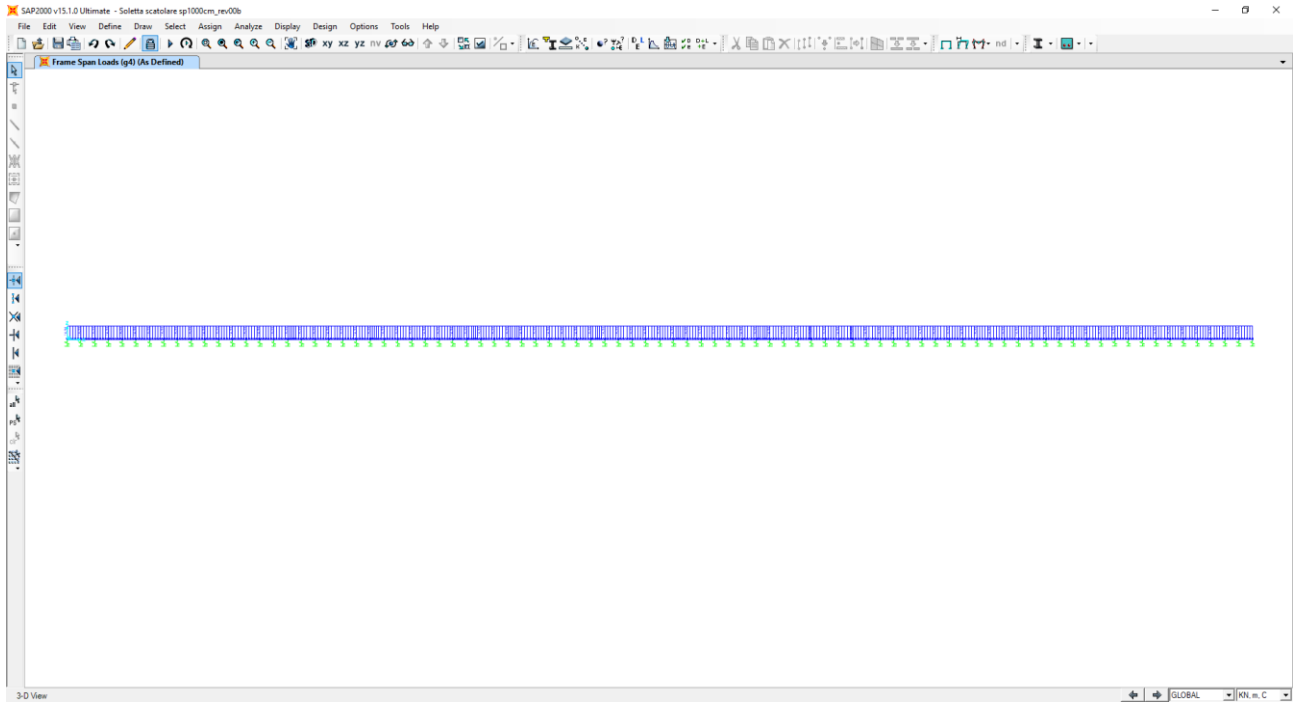 SAP2000 v15.1.0 Ultimate - Soletta scatolare sp1000cm_rev00b
File Edit View Define Draw Select Assign Analyze Display Design Options Tools Help
xy xz yz nv nd
Frame Span Loads (g4) (As Defined)
3-D View GLOBAL KN, m, C